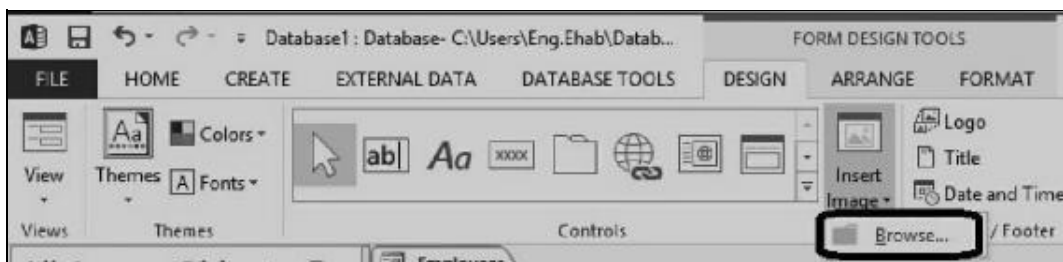 Database1 : Database- C:\Users\Eng.Ehab\Datab... FORM DESIGN TOOLS
FILE HOME CREATE EXTERNAL DATA DATABASE TOOLS DESIGN ARRANGE FORMAT
Aa Colors ab| Aa xxxx Logo
View Themes A Fonts Insert Title
Image Date and Time
Views Themes Controls Browse... / Footer
Employees